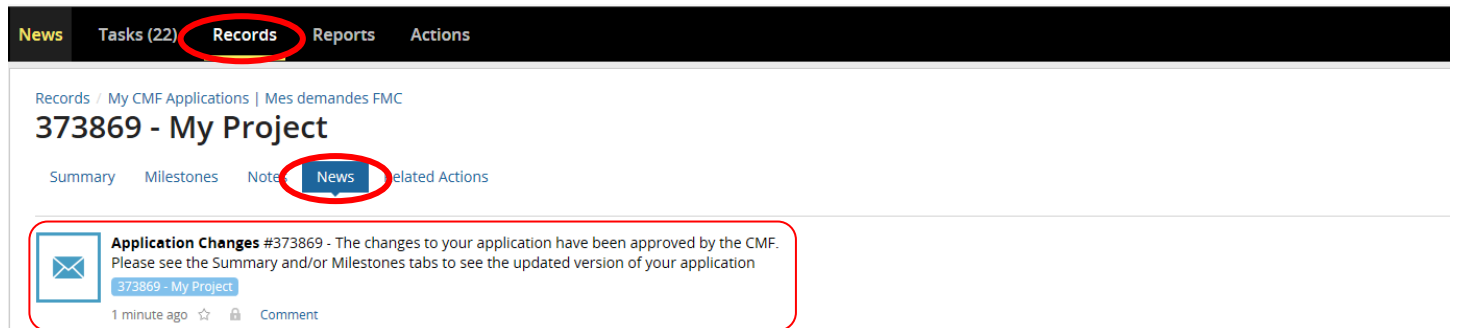 News Tasks (22) Records Reports Actions
Records / My CMF Applications | Mes demandes FMC
373869 - My Project
Summary Milestones Notes News elated Actions
Application Changes #373869 - The changes to your application have been approved by the CMF.
Please see the Summary and/or Milestones tabs to see the updated version of your application
373869 - My Project
1 minute ago Comment